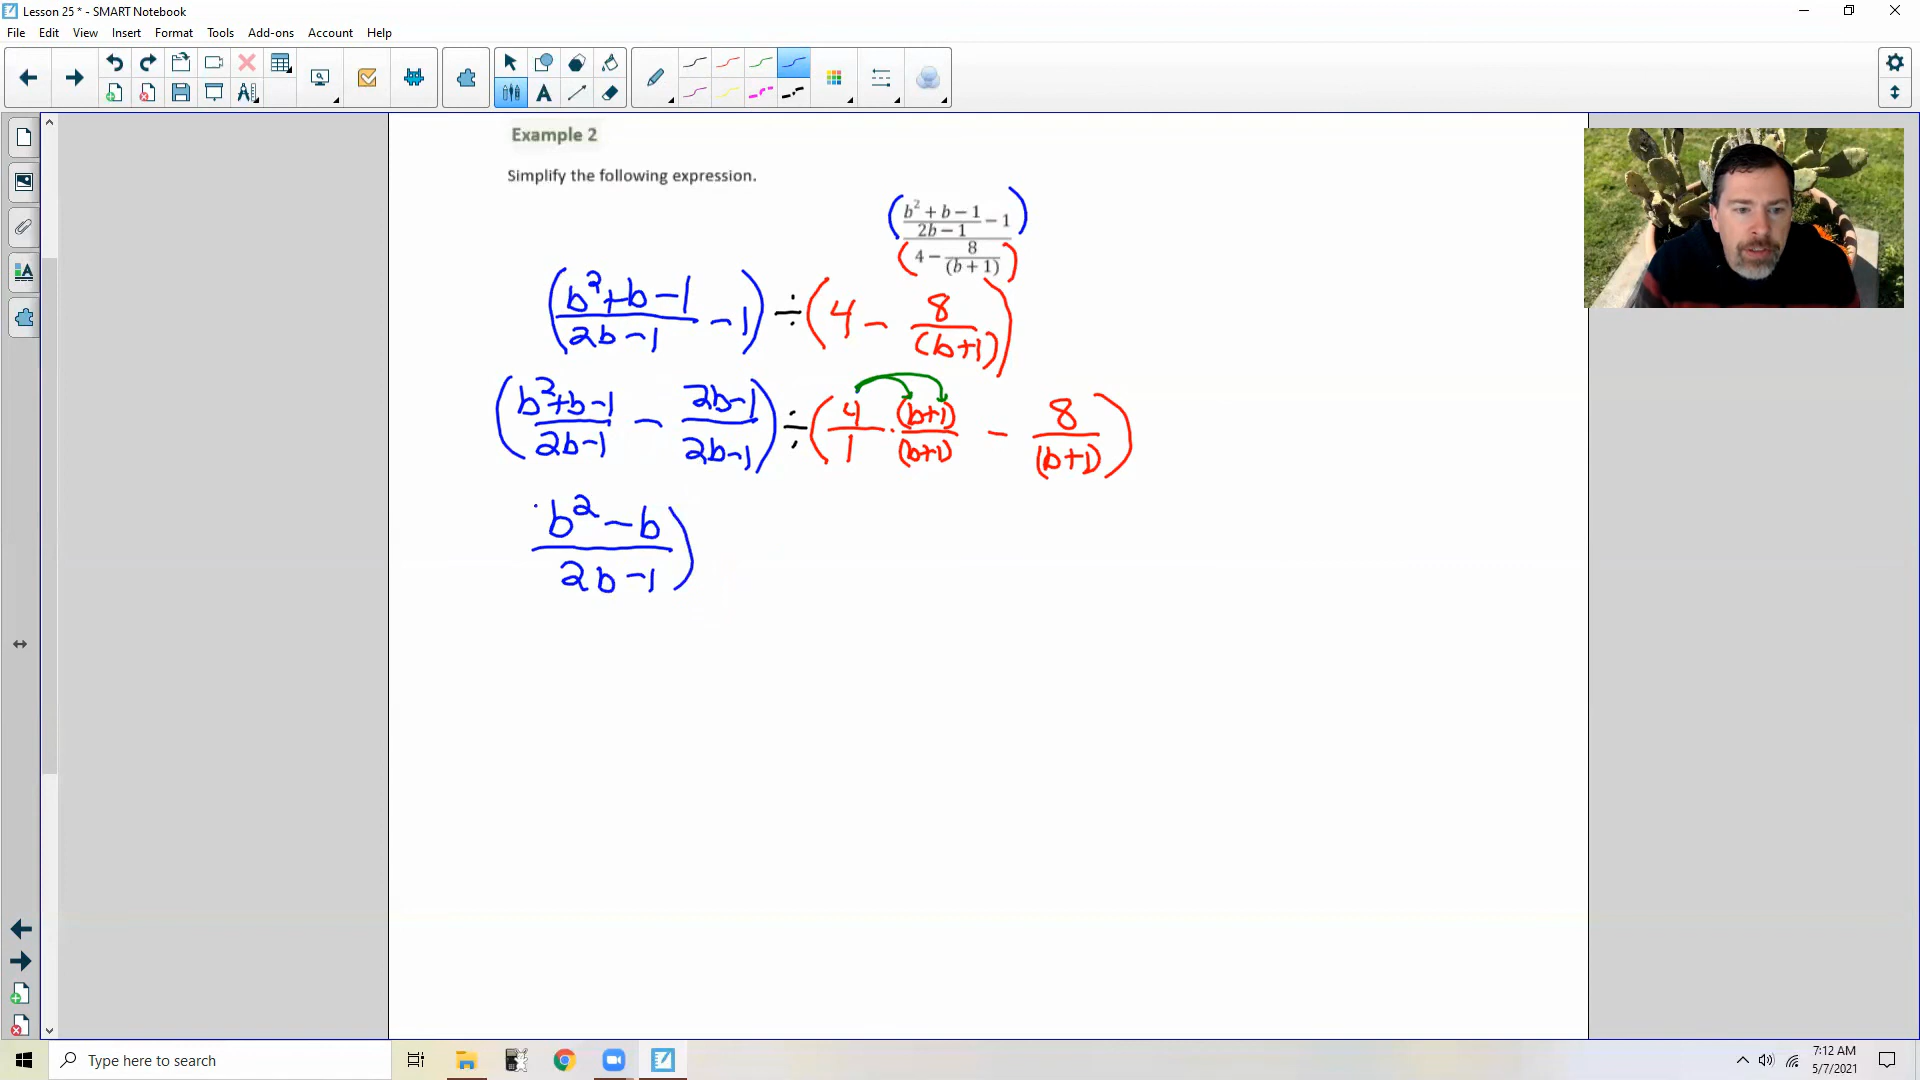 Lesson 25 * - SMART Notebook
File Edit View Insert Format Tools Add-ons Account Help
Example 2
Simplify the following expression.
(b² + b − 1
2b − 1 − 1)
(4 − 8
(b + 1))
(b²+b−1
2b−1 − 1) ÷ (4 − 8
(b+1))
(b²+b−1
2b−1 − 2b−1
2b−1) ÷ (4
1 · (b+1)
(b+1) − 8
(b+1))
b² − b
2b−1)
Type here to search
7:12 AM
5/7/2021